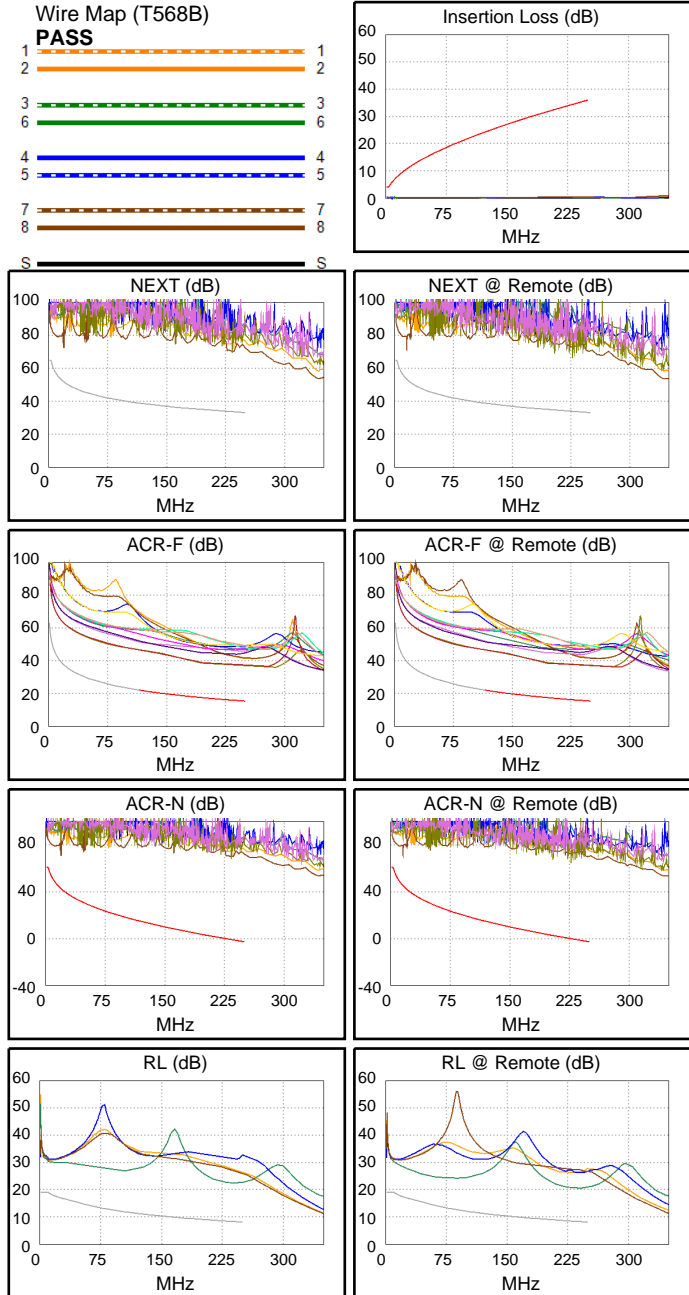 Wire Map (T568B)
PASS
1 1
2 2
3 3
6 6
4 4
5 5
7 7
8 8
S S
Insertion Loss (dB)
60
50
40
30
20
10
0
0 75 150 225 300
MHz
NEXT (dB)
100
80
60
40
20
0
0 75 150 225 300
MHz
NEXT @ Remote (dB)
100
80
60
40
20
0
0 75 150 225 300
MHz
ACR-F (dB)
100
80
60
40
20
0
0 75 150 225 300
MHz
ACR-F @ Remote (dB)
100
80
60
40
20
0
0 75 150 225 300
MHz
ACR-N (dB)
80
40
0
-40
0 75 150 225 300
MHz
ACR-N @ Remote (dB)
80
40
0
-40
0 75 150 225 300
MHz
RL (dB)
60
50
40
30
20
10
0
0 75 150 225 300
MHz
RL @ Remote (dB)
60
50
40
30
20
10
0
0 75 150 225 300
MHz